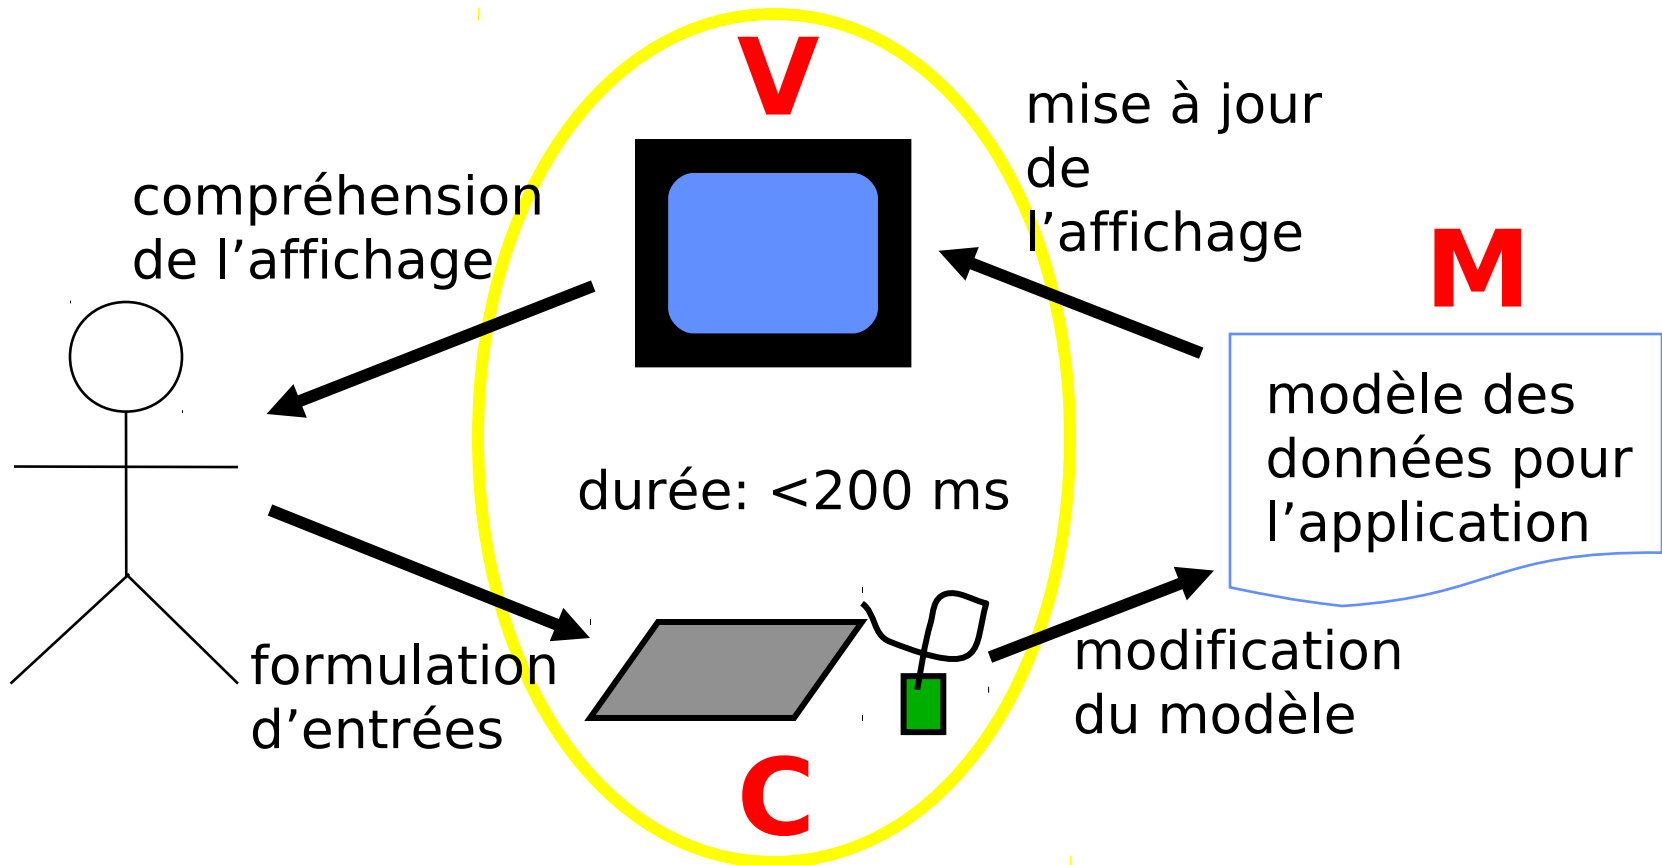 V
mise à jour
de
l’affichage
compréhension
de l’affichage
M
modèle des
données pour
l’application
durée: <200 ms
formulation
d’entrées
modification
du modèle
C